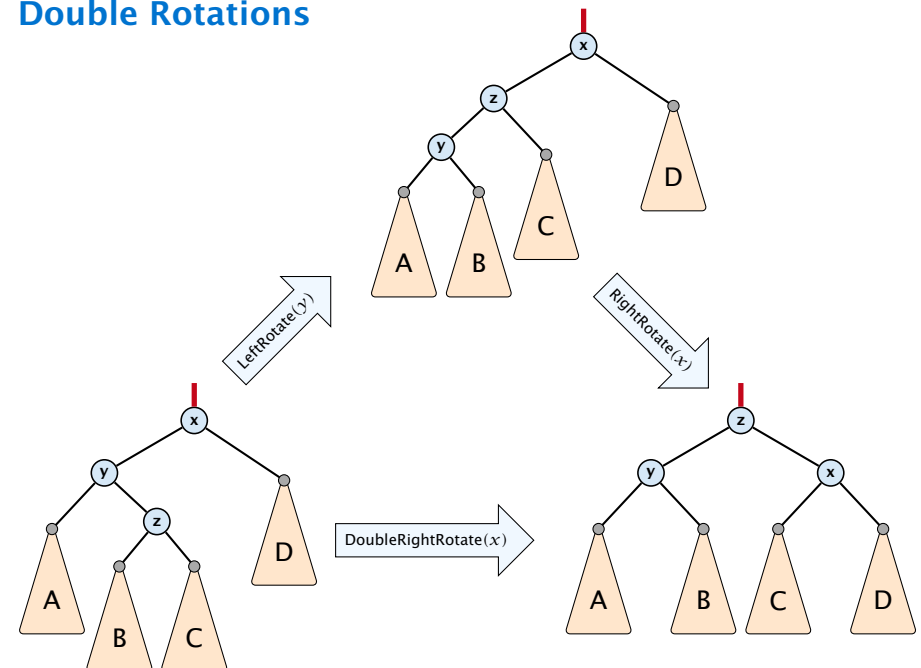 Double Rotations
x
z
y
D
C
A
B
LeftRotate(y)
RightRotate(x)
x
z
y
z
y
x
D
DoubleRightRotate(x)
A
B
C
A
B
C
D